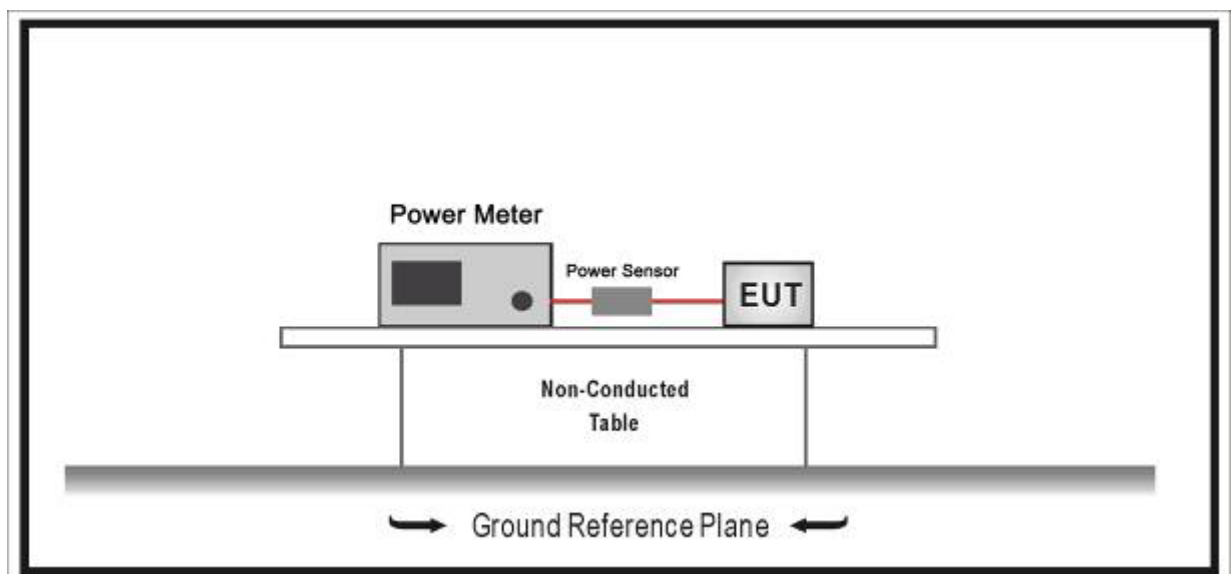 Power Meter
Power Sensor
EUT
Non-Conducted
Table
Ground Reference Plane